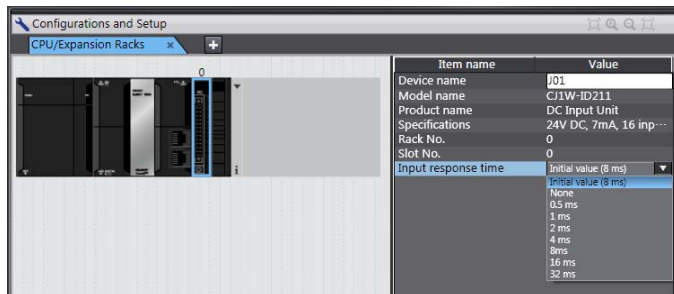 Configurations and Setup
CPU/Expansion Racks × +
0
Item name Value
Device name J01
Model name CJ1W-ID211
Product name DC Input Unit
Specifications 24V DC, 7mA, 16 inp···
Rack No. 0
Slot No. 0
Input response time Initial value (8 ms)
Initial value (8 ms)
None
0.5 ms
1 ms
2 ms
4 ms
8ms
16 ms
32 ms